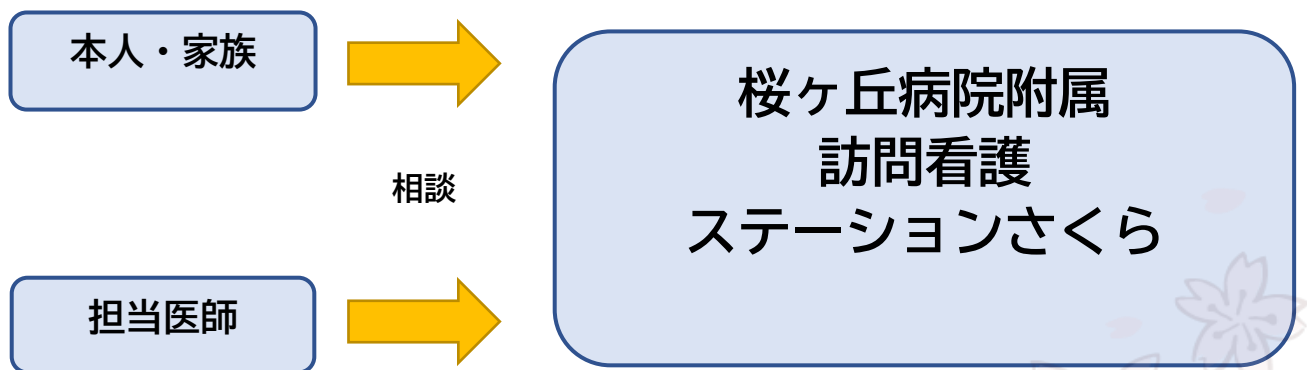 本人・家族
相談
担当医師
桜ヶ丘病院附属
訪問看護
ステーションさくら